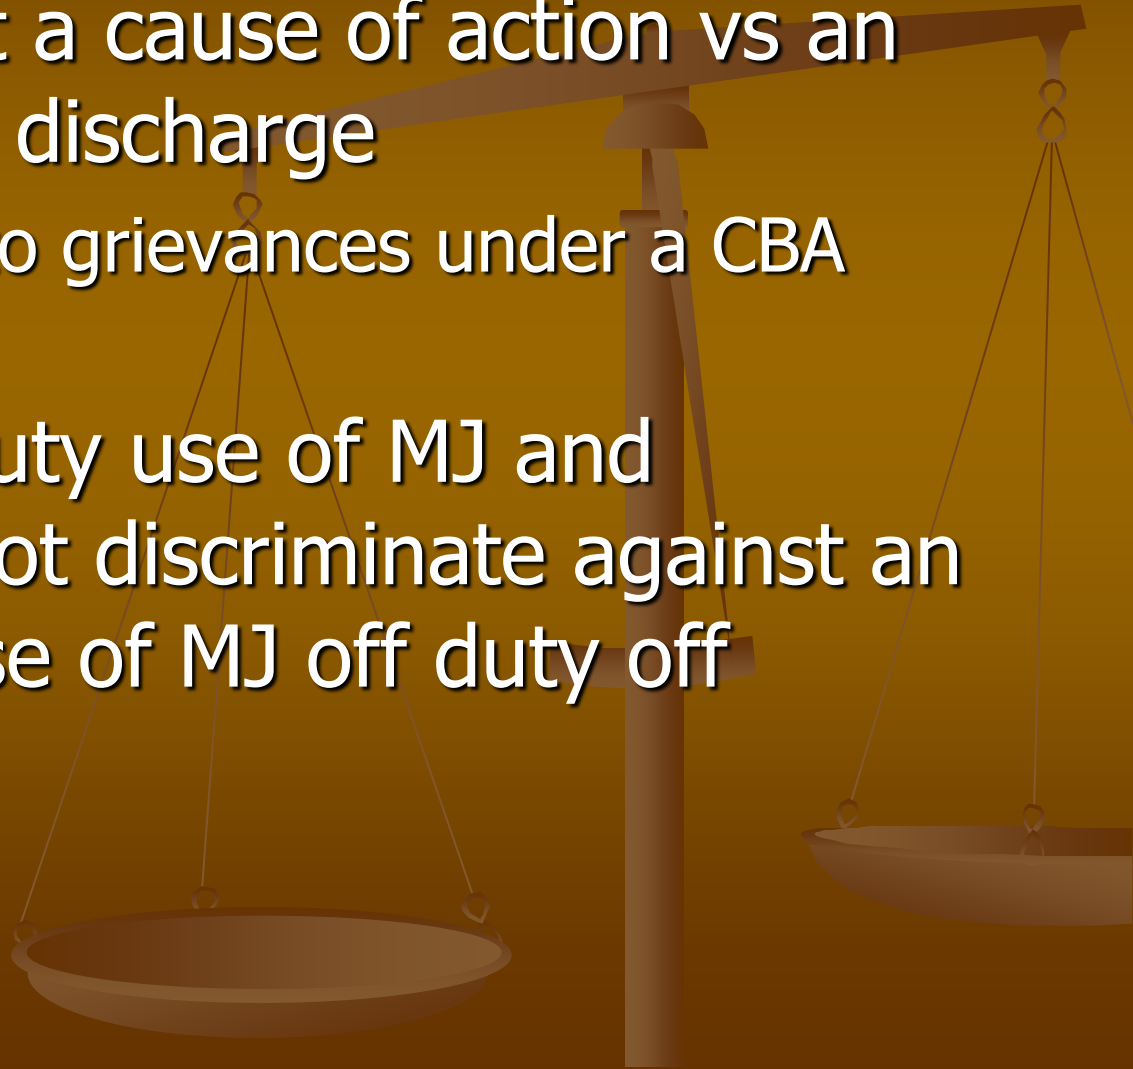 t a cause of action vs an
discharge
o grievances under a CBA
uty use of MJ and
ot discriminate against an
se of MJ off duty off